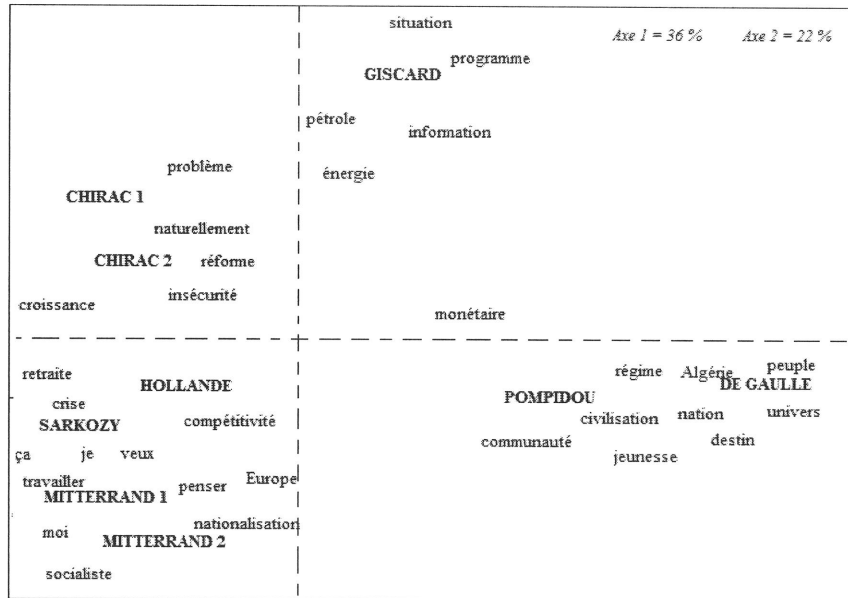 situation
Axe 1 = 36 % Axe 2 = 22 %
programme
GISCARD
pétrole
information
problème
énergie
CHIRAC 1
naturellement
CHIRAC 2 réforme
insécurité
croissance
monétaire
retraite
HOLLANDE
régime Algérie peuple
DE GAULLE
crise
POMPIDOU
SARKOZY
compétitivité
civilisation nation univers
communauté
destin
ça je veux
jeunesse
travailler
penser Europe
MITTERRAND 1
nationalisation
moi
MITTERRAND 2
socialiste